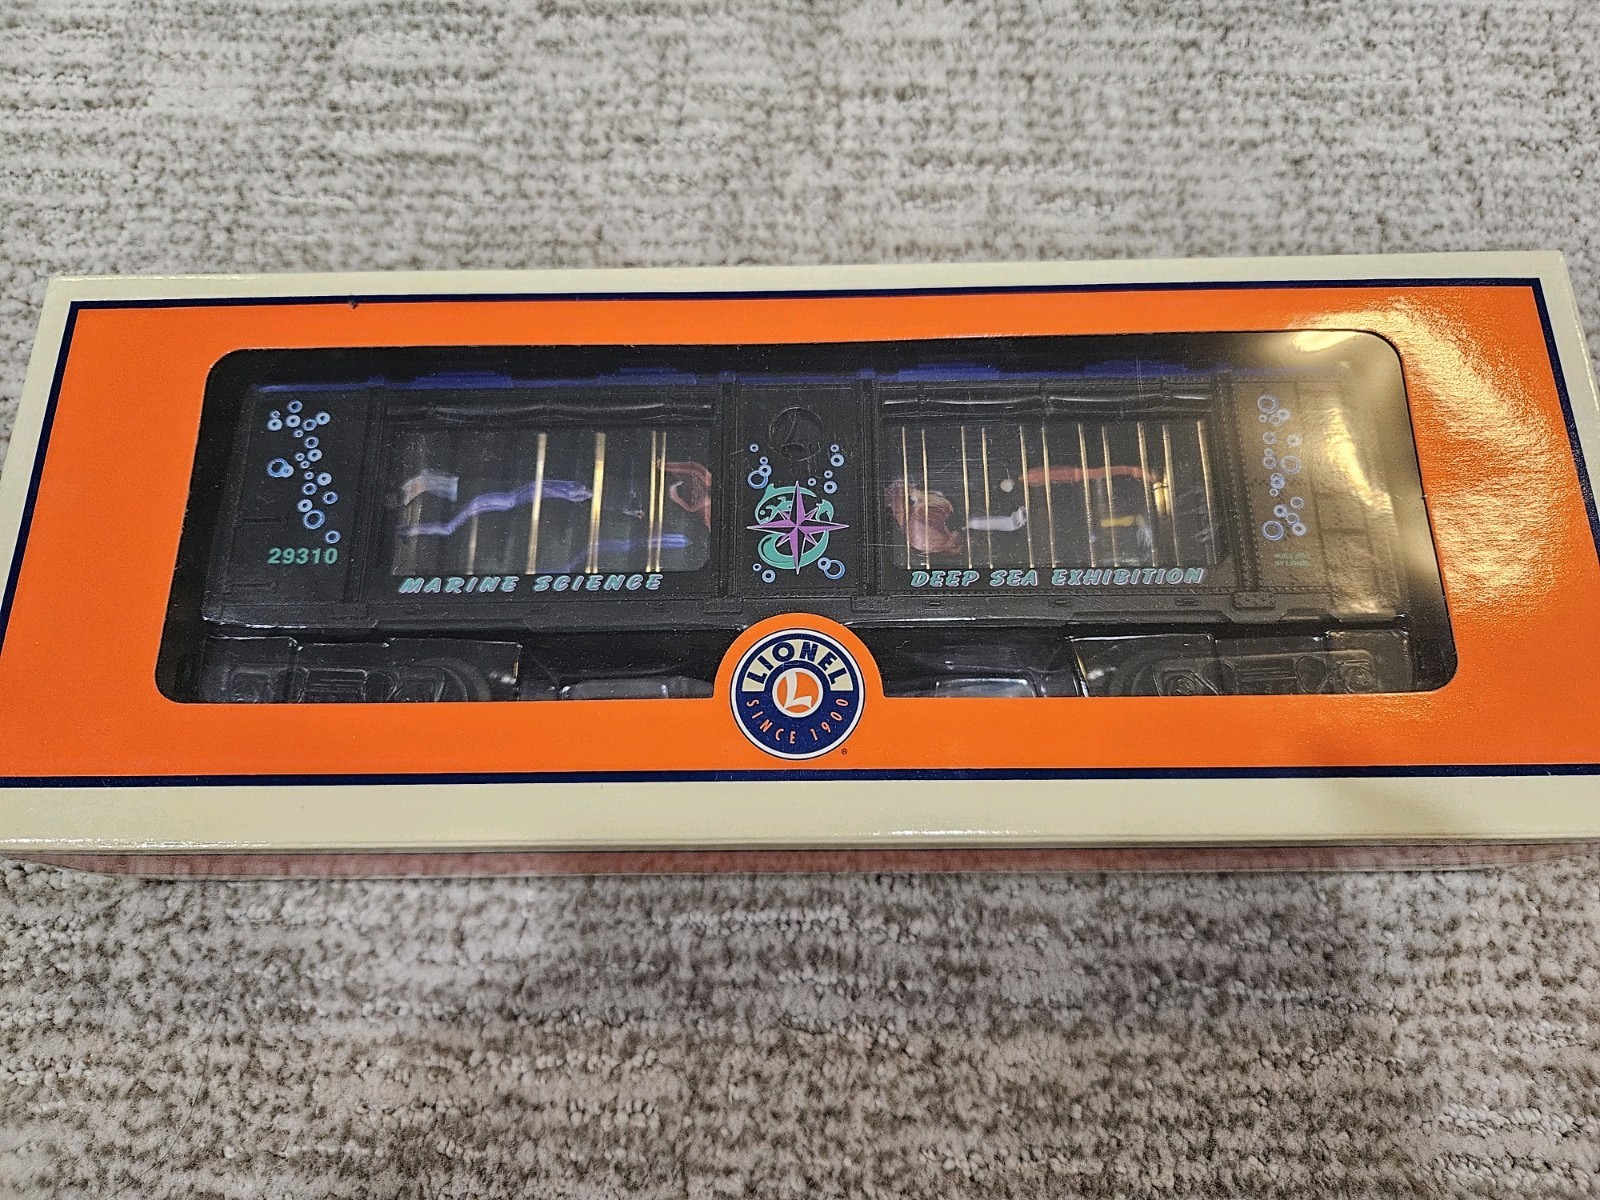 29310
MARINE SCIENCE
DEEP SEA EXHIBITION
LIONEL
L
SINCE 1900
®